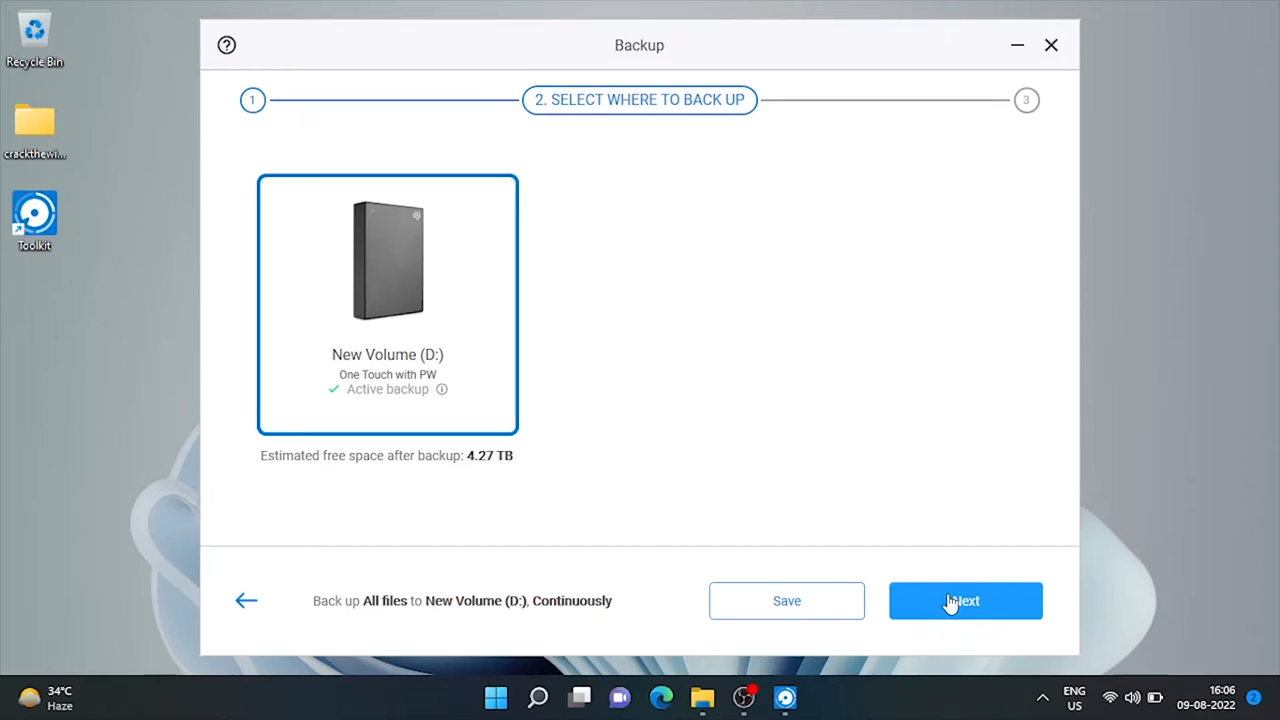 Recycle Bin
crackthewi...
Toolkit
Backup
1
2. SELECT WHERE TO BACK UP
3
New Volume (D:)
One Touch with PW
Active backup
Estimated free space after backup: 4.27 TB
Back up All files to New Volume (D:), Continuously
Save
Next
34°C
Haze
ENG
US
16:06
09-08-2022
2